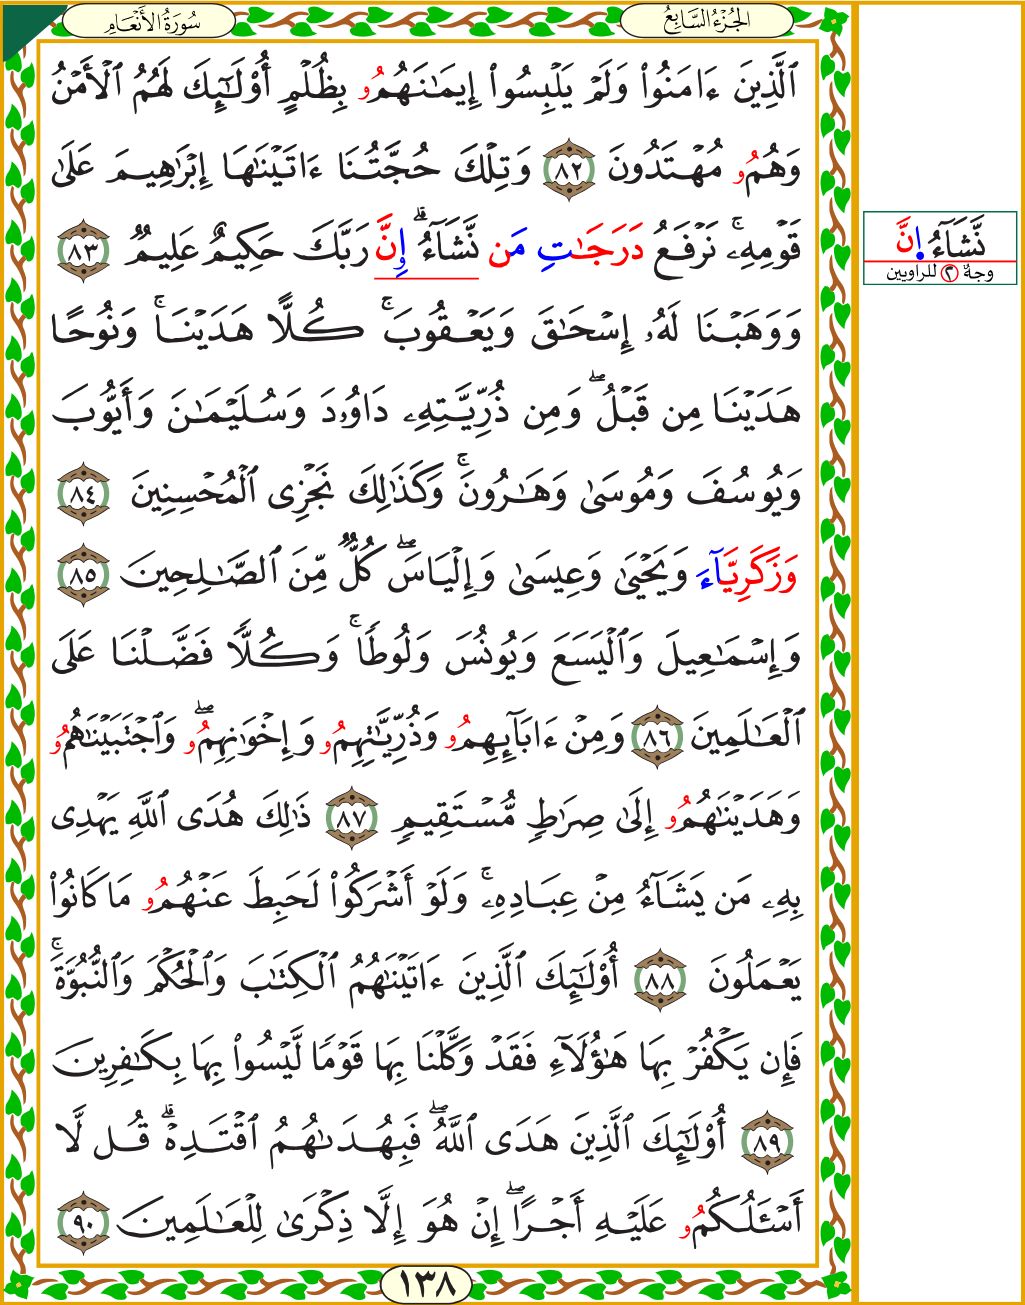 الجُزْءُ السَّابِعُ
سُورَةُ الأَنْعَامِ
ٱلَّذِينَ ءَامَنُواْ وَلَمْ يَلْبِسُواْ إِيمَـٰنَهُمُۥ بِظُلْمٍ أُوْلَـٰٓئِكَ لَهُمُ ٱلْأَمْنُ
وَهُمُۥ مُهْتَدُونَ ٨٢ وَتِلْكَ حُجَّتُنَا ءَاتَيْنَـٰهَا إِبْرَٰهِيمَ عَلَىٰ
قَوْمِهِۦۚ نَرْفَعُ دَرَجَـٰتِ مَن نَّشَآءُۗ إِنَّ رَبَّكَ حَكِيمٌ عَلِيمٌ ٨٣
وَوَهَبْنَا لَهُۥ إِسْحَـٰقَ وَيَعْقُوبَۚ كُلًّا هَدَيْنَاۚ وَنُوحًا
هَدَيْنَا مِن قَبْلُۖ وَمِن ذُرِّيَّتِهِۦ دَاوُۥدَ وَسُلَيْمَـٰنَ وَأَيُّوبَ
وَيُوسُفَ وَمُوسَىٰ وَهَـٰرُونَۚ وَكَذَٰلِكَ نَجْزِى ٱلْمُحْسِنِينَ ٨٤
وَزَكَرِيَّآءَ وَيَحْيَىٰ وَعِيسَىٰ وَإِلْيَاسَۖ كُلٌّ مِّنَ ٱلصَّـٰلِحِينَ ٨٥
وَإِسْمَـٰعِيلَ وَٱلْيَسَعَ وَيُونُسَ وَلُوطًاۚ وَكُلًّا فَضَّلْنَا عَلَى
ٱلْعَـٰلَمِينَ ٨٦ وَمِنْ ءَابَآئِهِمُۥ وَذُرِّيَّـٰتِهِمُۥ وَإِخْوَٰنِهِمُۥۖ وَٱجْتَبَيْنَـٰهُمُۥ
وَهَدَيْنَـٰهُمُۥ إِلَىٰ صِرَٰطٍ مُّسْتَقِيمٍ ٨٧ ذَٰلِكَ هُدَى ٱللَّهِ يَهْدِى
بِهِۦ مَن يَشَآءُ مِنْ عِبَادِهِۦۚ وَلَوْ أَشْرَكُواْ لَحَبِطَ عَنْهُمُۥ مَا كَانُواْ
يَعْمَلُونَ ٨٨ أُوْلَـٰٓئِكَ ٱلَّذِينَ ءَاتَيْنَـٰهُمُ ٱلْكِتَـٰبَ وَٱلْحُكْمَ وَٱلنُّبُوَّةَۚ
فَإِن يَكْفُرْ بِهَا هَـٰٓؤُلَآءِ فَقَدْ وَكَّلْنَا بِهَا قَوْمًا لَّيْسُواْ بِهَا بِكَـٰفِرِينَ
٨٩ أُوْلَـٰٓئِكَ ٱلَّذِينَ هَدَى ٱللَّهُۖ فَبِهُدَىٰهُمُ ٱقْتَدِهْۗ قُل لَّا
أَسْـَٔلُكُمُۥ عَلَيْهِ أَجْرًاۖ إِنْ هُوَ إِلَّا ذِكْرَىٰ لِلْعَـٰلَمِينَ ٩٠
١٣٨
نَّشَآءُ إِنَّ
وجهٌ ٢ للراويين